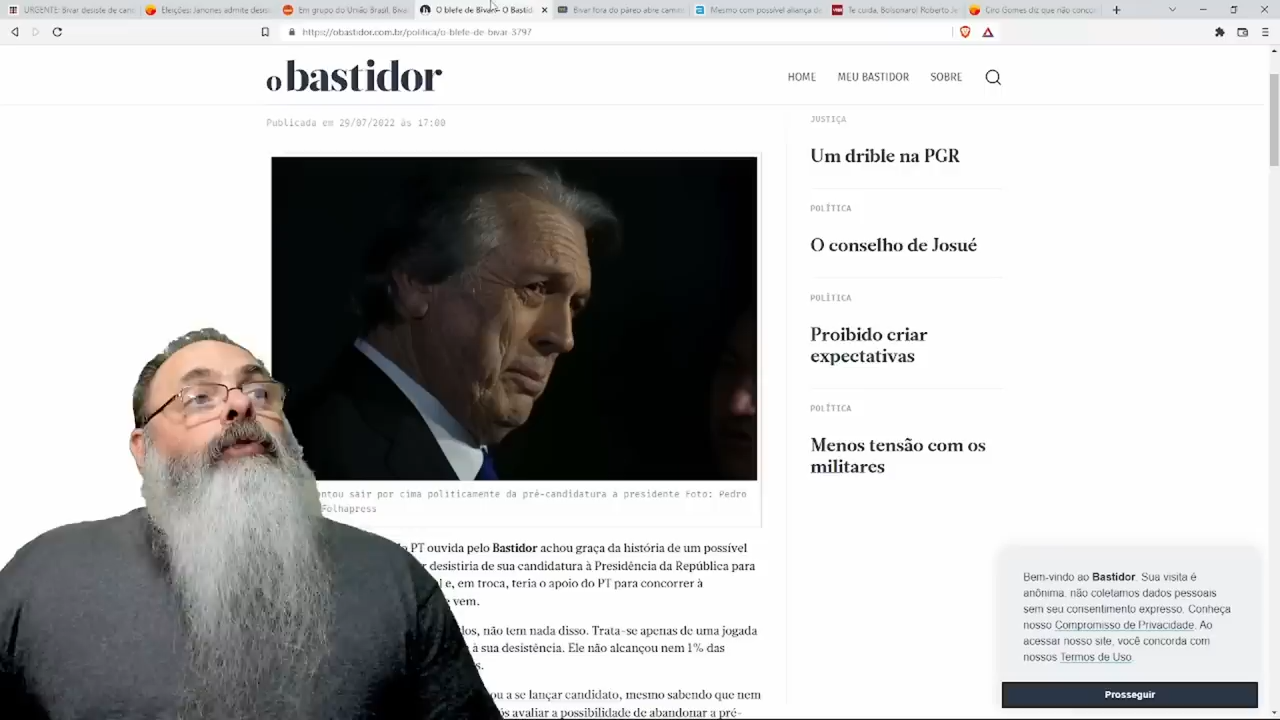 URGENTE: Bivar desiste de can
Eleições: Janones admite desis
Em grupo do União Brasil, Bivar
O blefe de Bivar - O Bastid
Bivar fora do páreo abre camin
Mesmo com possível aliança de
Te cuida, Bolsonaro! Roberto Je
Ciro Gomes diz que não conco
https://obastidor.com.br/politica/o-blefe-de-bivar-3797
o bastidor
HOME MEU BASTIDOR SOBRE
Publicada em 29/07/2022 às 17:00
JUSTIÇA
Um drible na PGR
POLÍTICA
O conselho de Josué
POLÍTICA
Proibido criar
expectativas
POLÍTICA
Menos tensão com os
militares
ntou sair por cima politicamente da pré-candidatura a presidente Foto: Pedro
Folhapress
PT ouvida pelo Bastidor achou graça da história de um possível
desistiria de sua candidatura à Presidência da República para
e, em troca, teria o apoio do PT para concorrer à
vem.
dos, não tem nada disso. Trata-se apenas de uma jogada
à sua desistência. Ele não alcançou nem 1% das
s.
ou a se lançar candidato, mesmo sabendo que nem
s avaliar a possibilidade de abandonar a pré-
Bem-vindo ao Bastidor. Sua visita é
anônima, não coletamos dados pessoais
sem seu consentimento expresso. Conheça
nosso Compromisso de Privacidade. Ao
acessar nosso site, você concorda com
nossos Termos de Uso.
Prosseguir